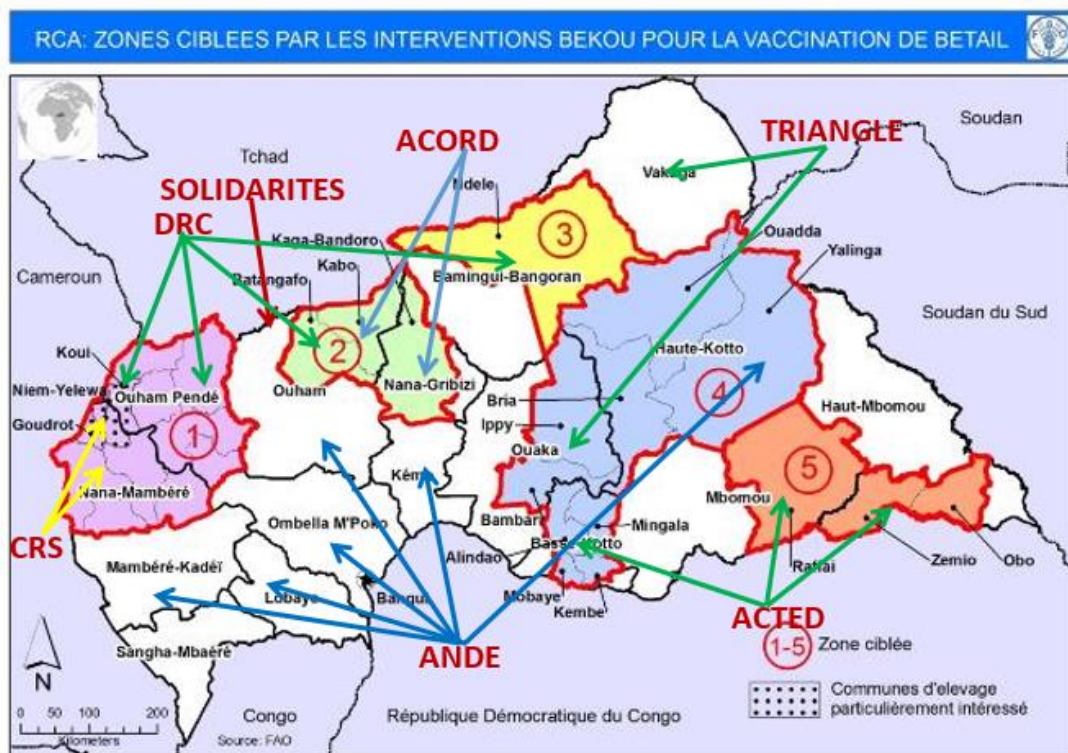 RCA: ZONES CIBLEES PAR LES INTERVENTIONS BEKOU POUR LA VACCINATION DE BETAIL
Soudan
TRIANGLE
ACORD
Tchad
Vakaga
SOLIDARITES
Ndele
DRC
Ouadda
Kaga-Bandoro
3
Yalinga
Kabo
Cameroun
Batangafo
Bamingui-Bangoran
Soudan du Sud
Koui
2
Haute-Kotto
Niem-Yelewa
Ouham Pendé
Ouham
Nana-Gribizi
Bria
4
Haut-Mbomou
Goudrot
1
Ippy
Ouaka
5
Nana-Mambéré
Mbomou
Bambari
Mingala
CRS
Ombella M'Poko
Alindao
Rafai
Zemio
Obo
Mambéré-Kadéï
Mobaye
Lobaye
Bangui
Kembe
ACTED
ANDE
1-5
Zone ciblée
Sangha-Mbaéré
N
Communes d'elevage
particulièrement intéressé
0 50 100 200
Kilometers
Congo
République Démocratique du Congo
Source: FAO